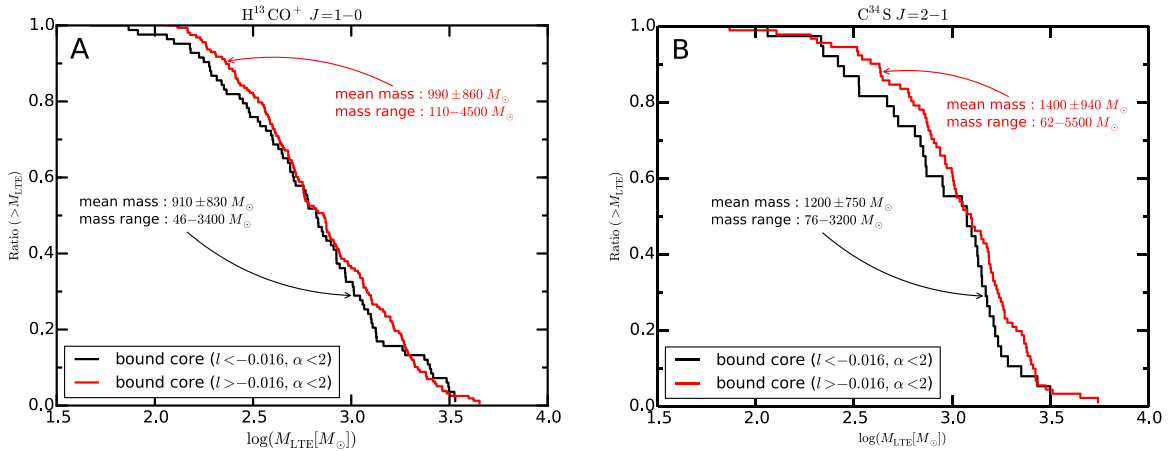 H¹³CO⁺ J=1−0
A
mean mass : 990±860 M☉
mass range : 110−4500 M☉
mean mass : 910±830 M☉
mass range : 46−3400 M☉
bound core (l<−0.016, α<2)
bound core (l>−0.016, α<2)
Ratio (>M_LTE)
1.0
0.8
0.6
0.4
0.2
0.0
1.5 2.0 2.5 3.0 3.5 4.0
log(M_LTE[M☉])
C³⁴S J=2−1
B
mean mass : 1400±940 M☉
mass range : 62−5500 M☉
mean mass : 1200±750 M☉
mass range : 76−3200 M☉
bound core (l<−0.016, α<2)
bound core (l>−0.016, α<2)
Ratio (>M_LTE)
1.0
0.8
0.6
0.4
0.2
0.0
1.5 2.0 2.5 3.0 3.5 4.0
log(M_LTE[M☉])